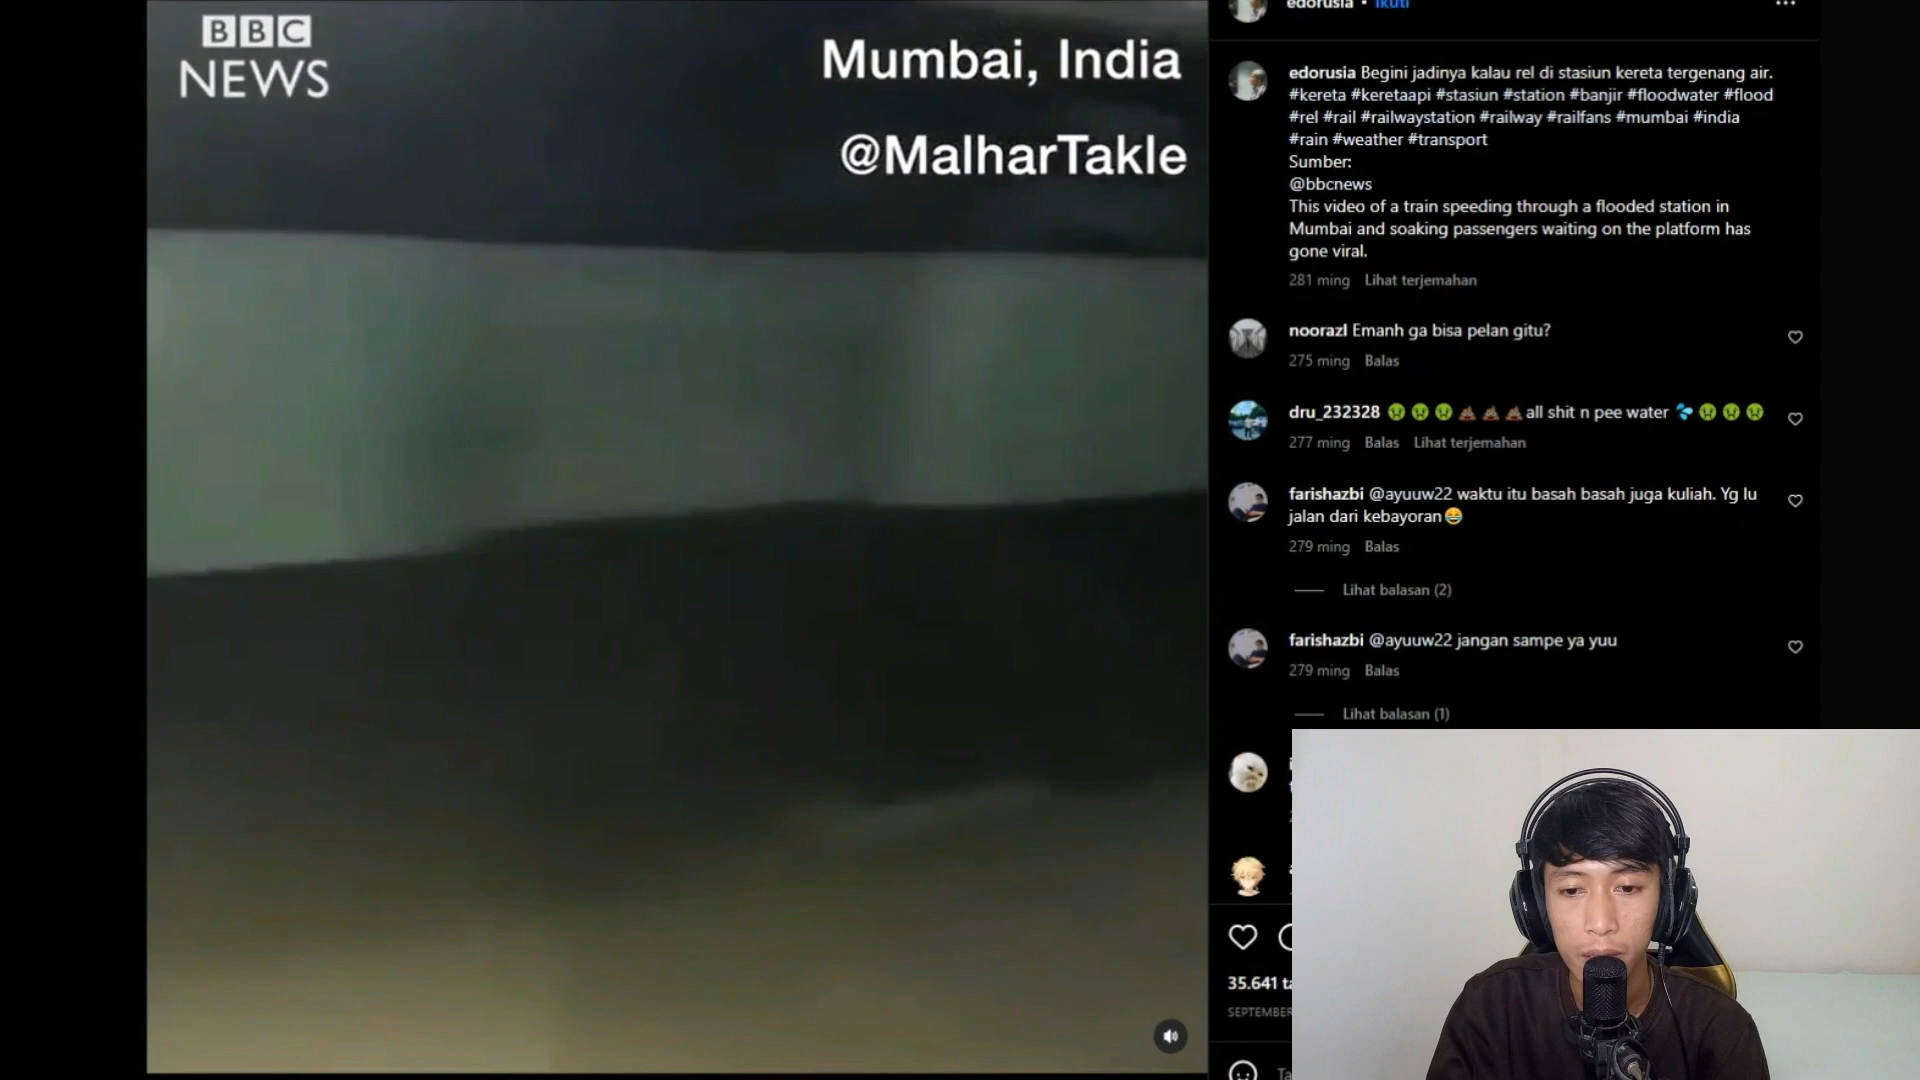 BBC
NEWS
Mumbai, India
@MalharTakle
edorusia • Ikuti
edorusia Begini jadinya kalau rel di stasiun kereta tergenang air.
#kereta #keretaapi #stasiun #station #banjir #floodwater #flood
#rel #rail #railwaystation #railway #railfans #mumbai #india
#rain #weather #transport
Sumber:
@bbcnews
This video of a train speeding through a flooded station in
Mumbai and soaking passengers waiting on the platform has
gone viral.
281 ming Lihat terjemahan
noorazl Emanh ga bisa pelan gitu?
275 ming Balas
dru_232328 🤢🤢🤢💩💩💩all shit n pee water 💦🤢🤢🤢
277 ming Balas Lihat terjemahan
farishazbi @ayuuw22 waktu itu basah basah juga kuliah. Yg lu
jalan dari kebayoran😂
279 ming Balas
Lihat balasan (2)
farishazbi @ayuuw22 jangan sampe ya yuu
279 ming Balas
Lihat balasan (1)
35.641
SEPTEMBER